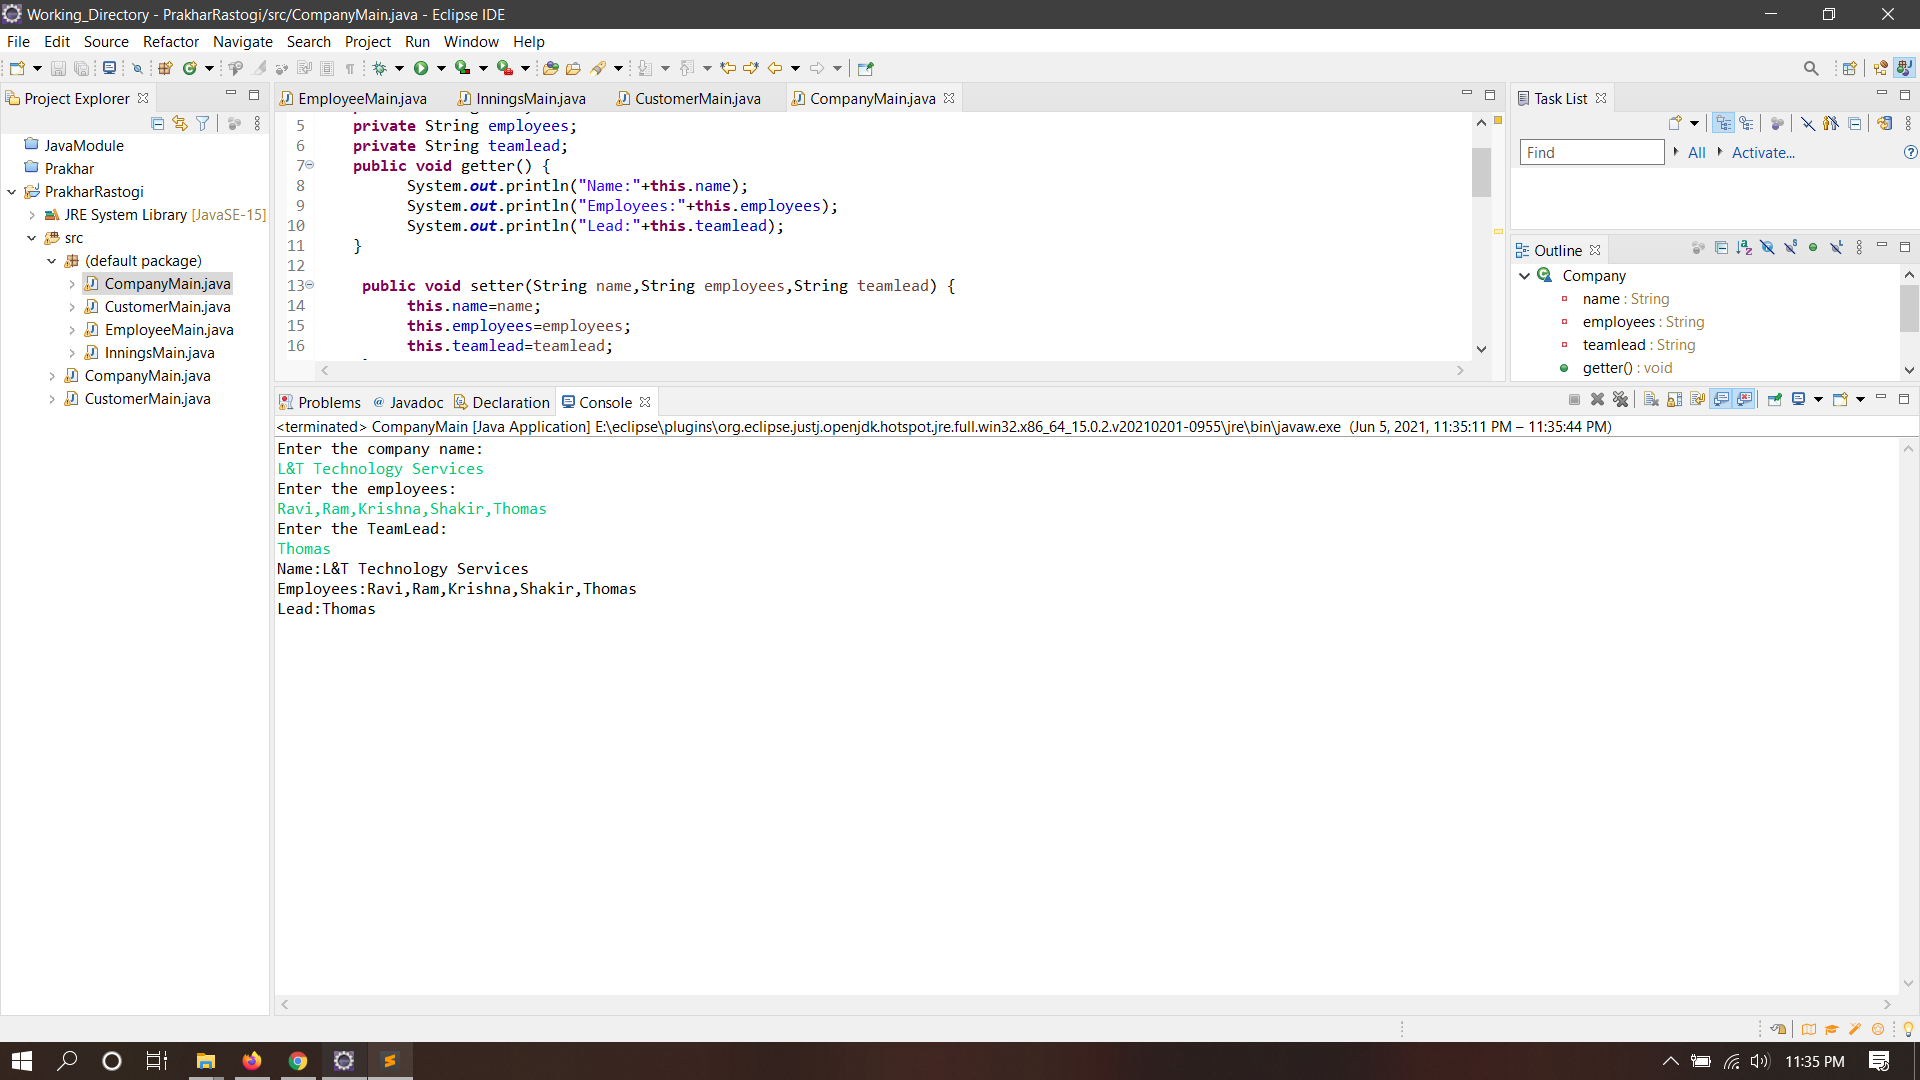 Working_Directory - PrakharRastogi/src/CompanyMain.java - Eclipse IDE
File Edit Source Refactor Navigate Search Project Run Window Help
Project Explorer
JavaModule
Prakhar
PrakharRastogi
JRE System Library [JavaSE-15]
src
(default package)
CompanyMain.java
CustomerMain.java
EmployeeMain.java
InningsMain.java
CompanyMain.java
CustomerMain.java
EmployeeMain.java InningsMain.java CustomerMain.java CompanyMain.java
5 private String employees;
6 private String teamlead;
7 public void getter() {
8 System.out.println("Name:"+this.name);
9 System.out.println("Employees:"+this.employees);
10 System.out.println("Lead:"+this.teamlead);
11 }
12
13 public void setter(String name,String employees,String teamlead) {
14 this.name=name;
15 this.employees=employees;
16 this.teamlead=teamlead;
Task List
Find All Activate...
Outline
Company
name : String
employees : String
teamlead : String
getter() : void
Problems @ Javadoc Declaration Console
<terminated> CompanyMain [Java Application] E:\eclipse\plugins\org.eclipse.justj.openjdk.hotspot.jre.full.win32.x86_64_15.0.2.v20210201-0955\jre\bin\javaw.exe (Jun 5, 2021, 11:35:11 PM – 11:35:44 PM)
Enter the company name:
L&T Technology Services
Enter the employees:
Ravi,Ram,Krishna,Shakir,Thomas
Enter the TeamLead:
Thomas
Name:L&T Technology Services
Employees:Ravi,Ram,Krishna,Shakir,Thomas
Lead:Thomas
11:35 PM